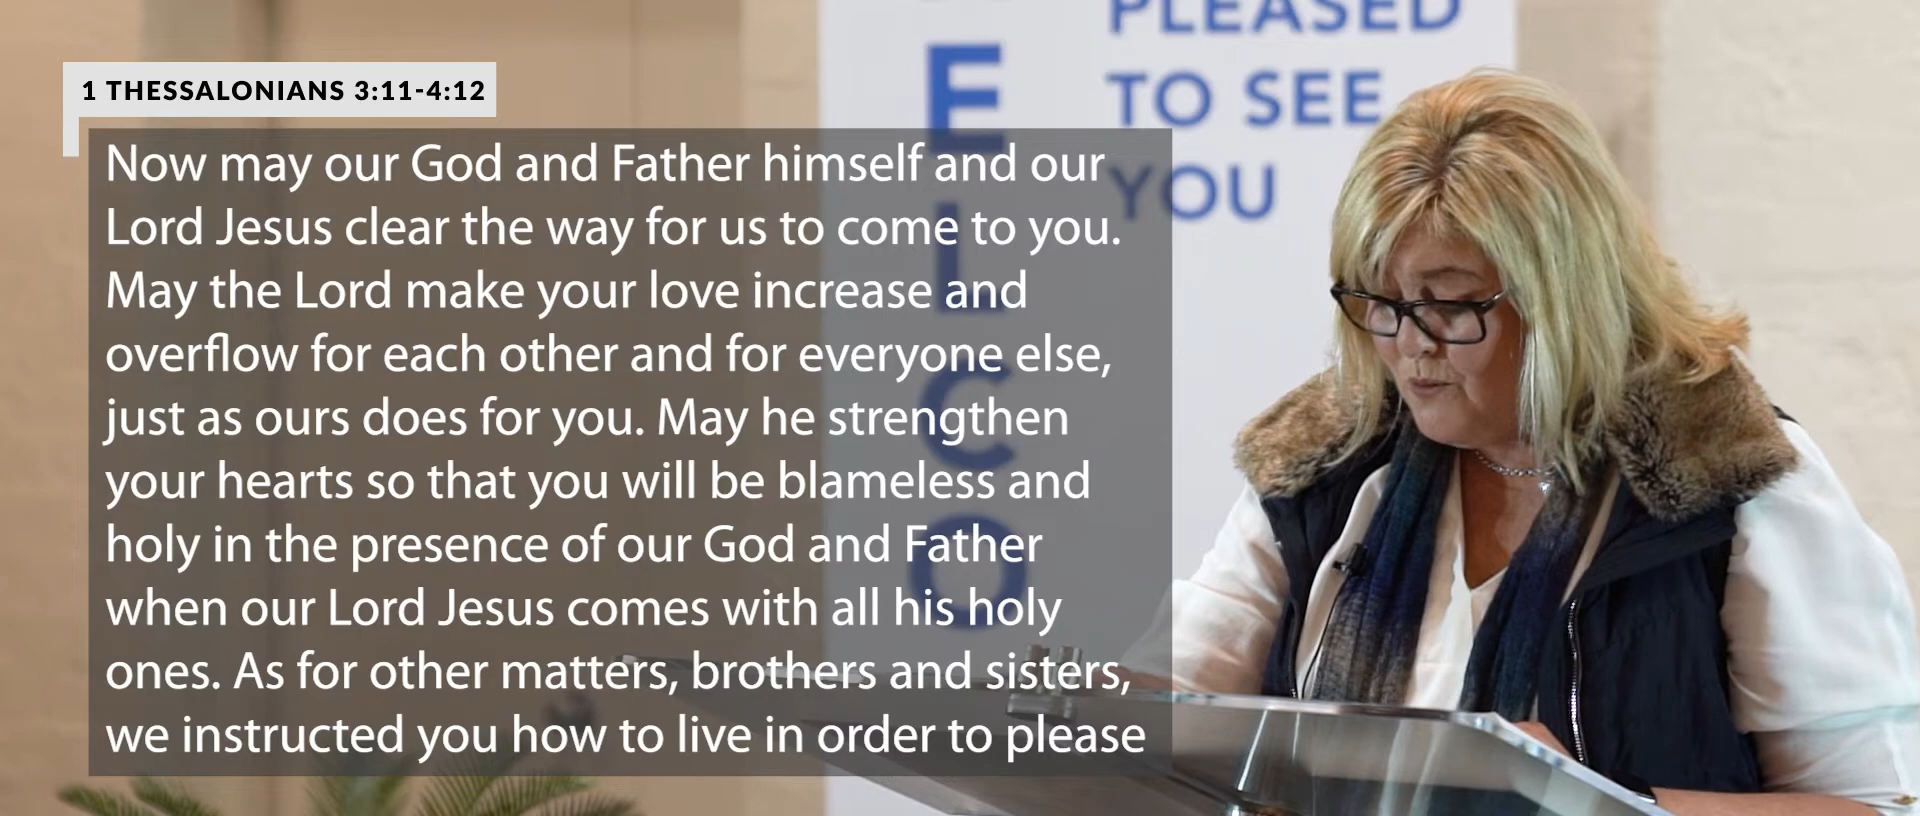 1 THESSALONIANS 3:11-4:12
Now may our God and Father himself and our
Lord Jesus clear the way for us to come to you.
May the Lord make your love increase and
overflow for each other and for everyone else,
just as ours does for you. May he strengthen
your hearts so that you will be blameless and
holy in the presence of our God and Father
when our Lord Jesus comes with all his holy
ones. As for other matters, brothers and sisters,
we instructed you how to live in order to please
E
L
C
O
PLEASED
TO SEE
YOU